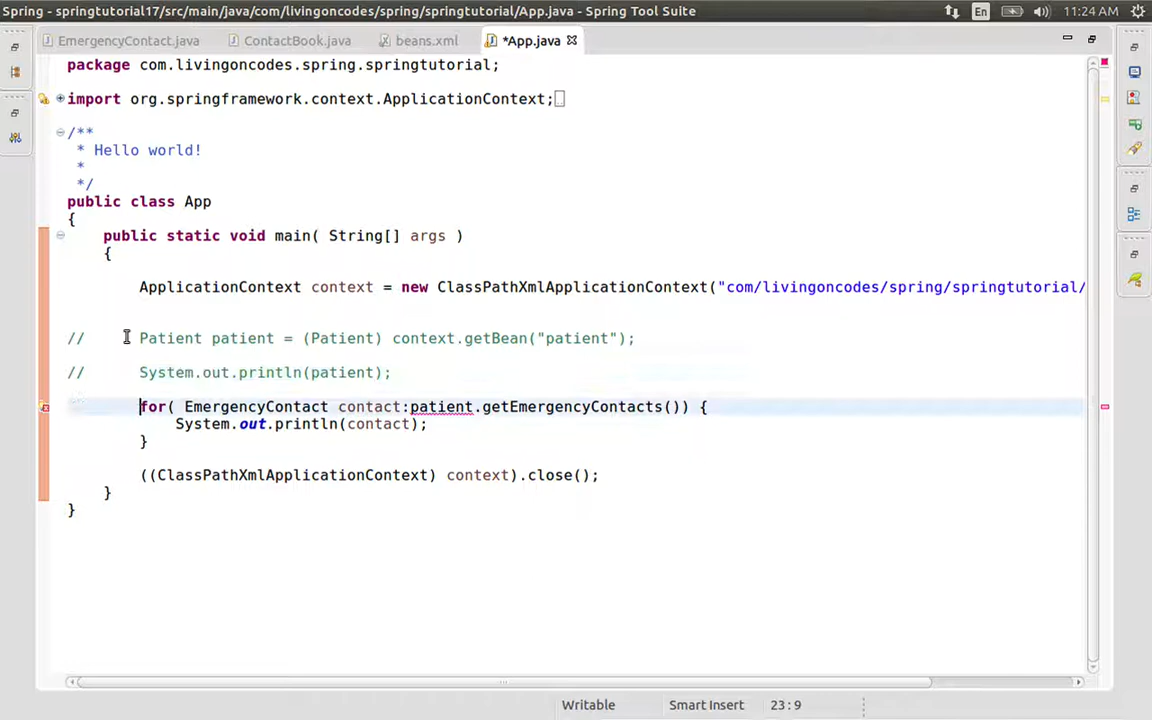 Spring - springtutorial17/src/main/java/com/livingoncodes/spring/springtutorial/App.java - Spring Tool Suite
En
11:24 AM
EmergencyContact.java
ContactBook.java
beans.xml
*App.java
package com.livingoncodes.spring.springtutorial;
import org.springframework.context.ApplicationContext;
/**
* Hello world!
*
*/
public class App
{
public static void main( String[] args )
{
ApplicationContext context = new ClassPathXmlApplicationContext("com/livingoncodes/spring/springtutorial/
// Patient patient = (Patient) context.getBean("patient");
// System.out.println(patient);
for( EmergencyContact contact:patient.getEmergencyContacts()) {
System.out.println(contact);
}
((ClassPathXmlApplicationContext) context).close();
}
}
Writable
Smart Insert
23 : 9